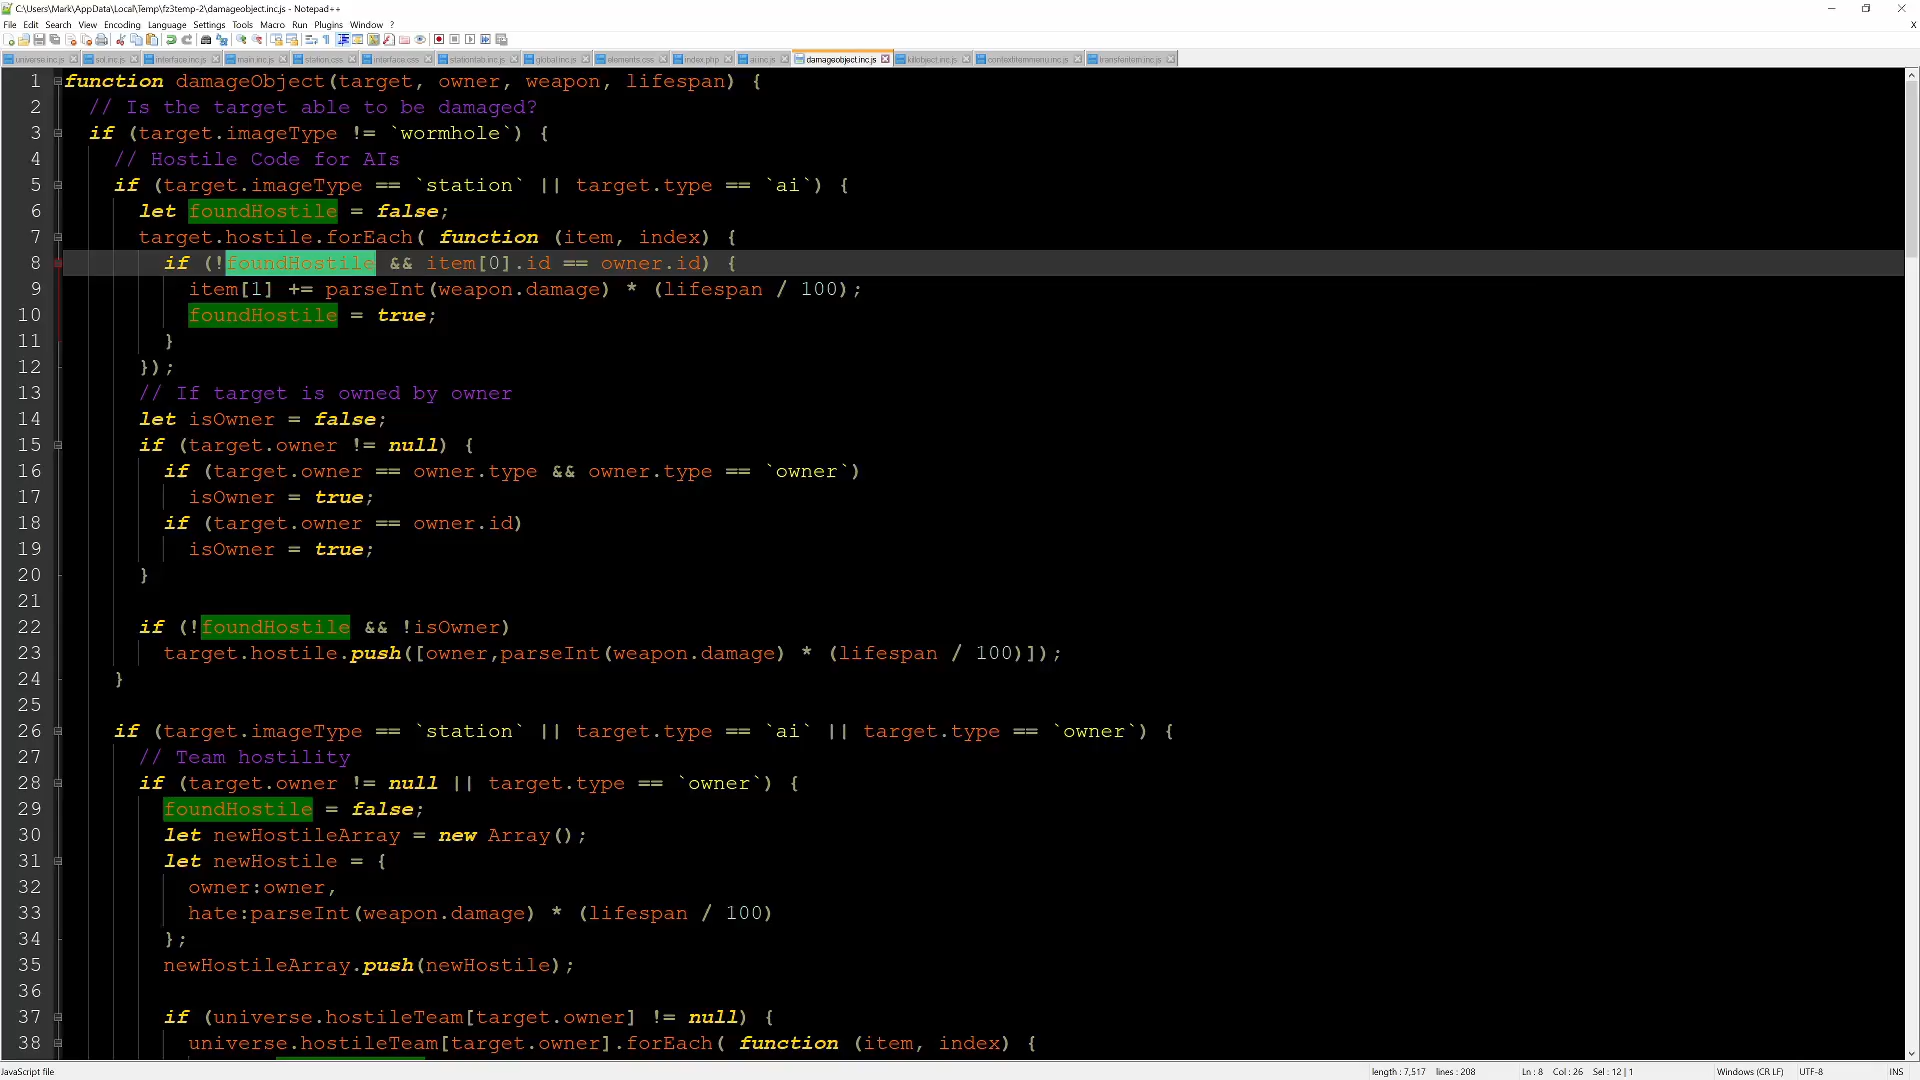 C:\Users\Mark\AppData\Local\Temp\fz3temp-2\damageobject.inc.js - Notepad++
File Edit Search View Encoding Language Settings Tools Macro Run Plugins Window ?
universe.inc.js sol.inc.js interface.inc.js main.inc.js station.css interface.css stationtab.inc.js global.inc.js elements.css index.php ai.inc.js damageobject.inc.js killobject.inc.js contextitemmenu.inc.js transferitem.inc.js
1 function damageObject(target, owner, weapon, lifespan) {
2 // Is the target able to be damaged?
3 if (target.imageType != `wormhole`) {
4 // Hostile Code for AIs
5 if (target.imageType == `station` || target.type == `ai`) {
6 let foundHostile = false;
7 target.hostile.forEach( function (item, index) {
8 if (!foundHostile && item[0].id == owner.id) {
9 item[1] += parseInt(weapon.damage) * (lifespan / 100);
10 foundHostile = true;
11 }
12 });
13 // If target is owned by owner
14 let isOwner = false;
15 if (target.owner != null) {
16 if (target.owner == owner.type && owner.type == `owner`)
17 isOwner = true;
18 if (target.owner == owner.id)
19 isOwner = true;
20 }
21
22 if (!foundHostile && !isOwner)
23 target.hostile.push([owner,parseInt(weapon.damage) * (lifespan / 100)]);
24 }
25
26 if (target.imageType == `station` || target.type == `ai` || target.type == `owner`) {
27 // Team hostility
28 if (target.owner != null || target.type == `owner`) {
29 foundHostile = false;
30 let newHostileArray = new Array();
31 let newHostile = {
32 owner:owner,
33 hate:parseInt(weapon.damage) * (lifespan / 100)
34 };
35 newHostileArray.push(newHostile);
36
37 if (universe.hostileTeam[target.owner] != null) {
38 universe.hostileTeam[target.owner].forEach( function (item, index) {
JavaScript file length : 7,517 lines : 208 Ln : 8 Col : 26 Sel : 12 | 1 Windows (CR LF) UTF-8 INS